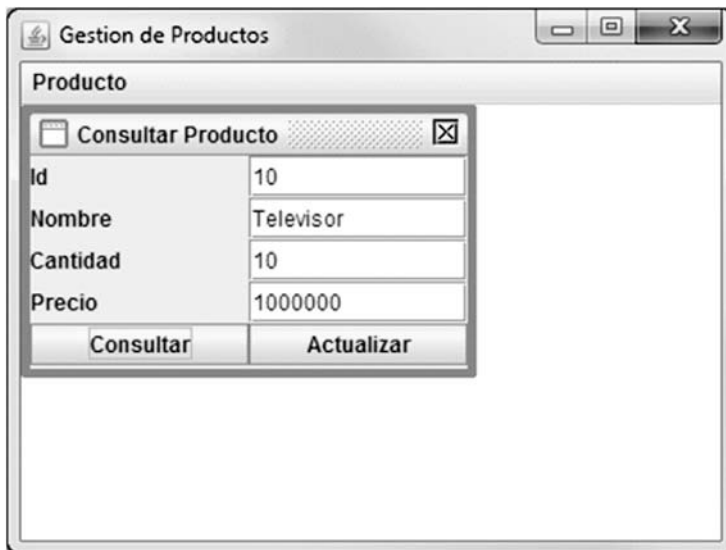 Gestion de Productos
Producto
Consultar Producto
Id 10
Nombre Televisor
Cantidad 10
Precio 1000000
Consultar Actualizar